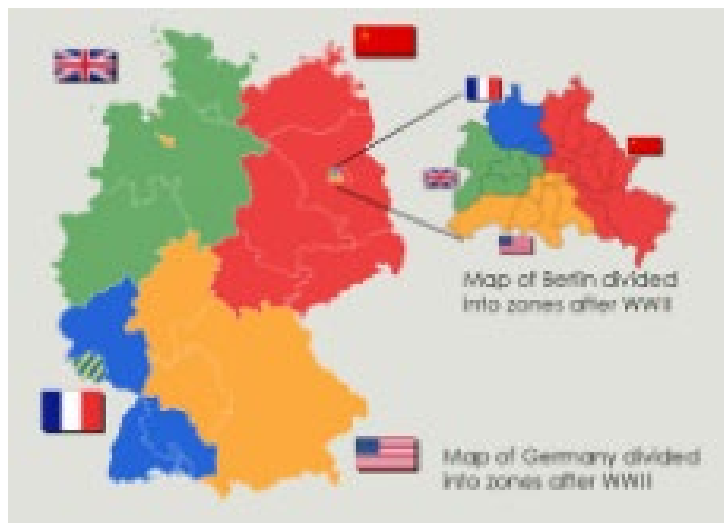 Map of Berlin divided
into zones after WWII
Map of Germany divided
into zones after WWII